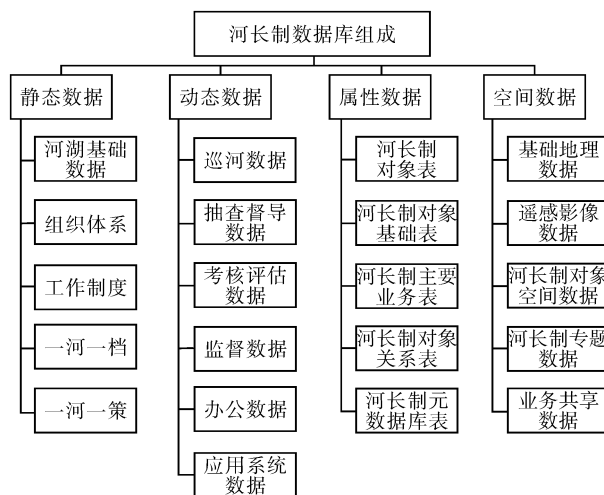 河长制数据库组成
静态数据
动态数据
属性数据
空间数据
河湖基础
数据
组织体系
工作制度
一河一档
一河一策
巡河数据
抽查督导
数据
考核评估
数据
监督数据
办公数据
应用系统
数据
河长制
对象表
河长制对象
基础表
河长制主要
业务表
河长制对象
关系表
河长制元
数据库表
基础地理
数据
遥感影像
数据
河长制对象
空间数据
河长制专题
数据
业务共享
数据